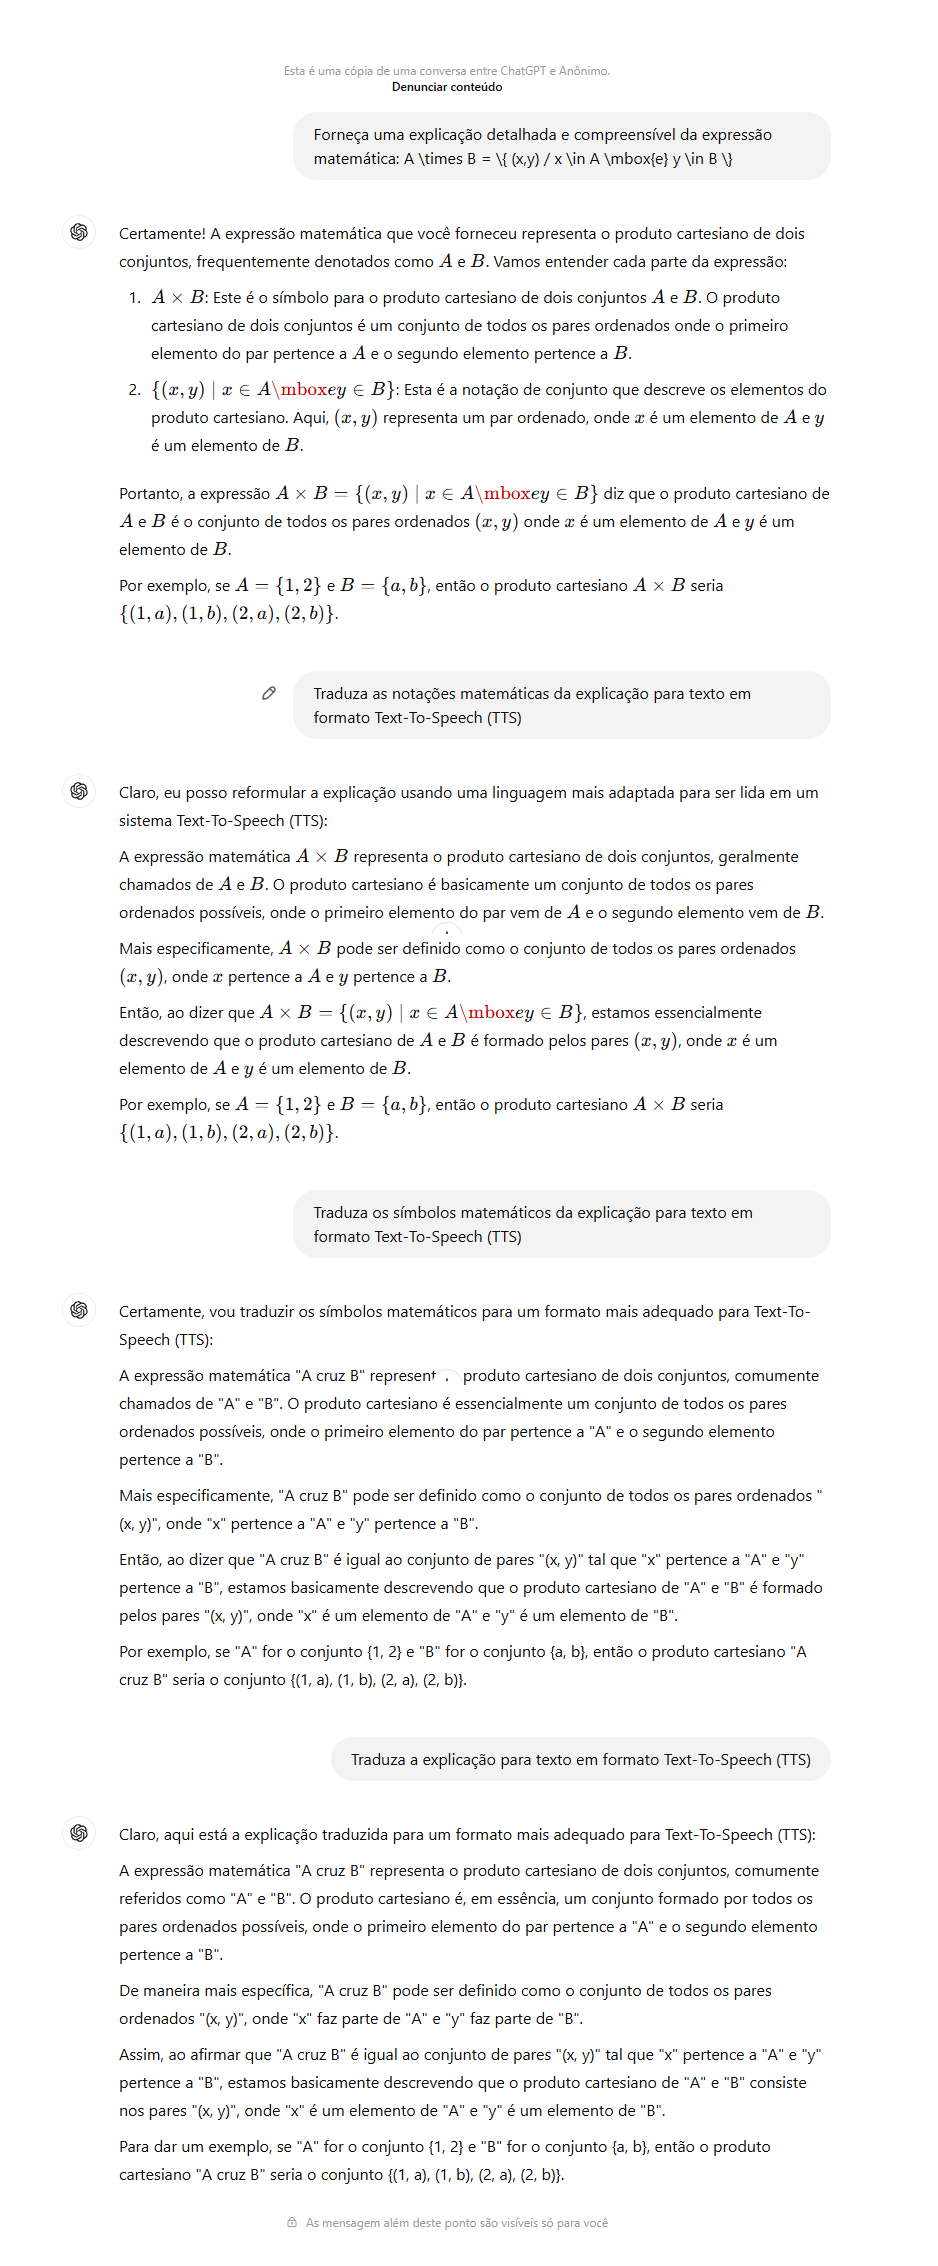 Esta é uma cópia de uma conversa entre ChatGPT e Anônimo.
Denunciar conteúdo
Forneça uma explicação detalhada e compreensível da expressão
matemática: A \times B = \{ (x,y) / x \in A \mbox{e} y \in B \}
Certamente! A expressão matemática que você forneceu representa o produto cartesiano de dois
conjuntos, frequentemente denotados como A e B. Vamos entender cada parte da expressão:
1. A × B: Este é o símbolo para o produto cartesiano de dois conjuntos A e B. O produto
cartesiano de dois conjuntos é um conjunto de todos os pares ordenados onde o primeiro
elemento do par pertence a A e o segundo elemento pertence a B.
2. {(x, y) | x ∈ A\mboxey ∈ B}: Esta é a notação de conjunto que descreve os elementos do
produto cartesiano. Aqui, (x, y) representa um par ordenado, onde x é um elemento de A e y
é um elemento de B.
Portanto, a expressão A × B = {(x, y) | x ∈ A\mboxey ∈ B} diz que o produto cartesiano de
A e B é o conjunto de todos os pares ordenados (x, y) onde x é um elemento de A e y é um
elemento de B.
Por exemplo, se A = {1, 2} e B = {a, b}, então o produto cartesiano A × B seria
{(1, a), (1, b), (2, a), (2, b)}.
Traduza as notações matemáticas da explicação para texto em
formato Text-To-Speech (TTS)
Claro, eu posso reformular a explicação usando uma linguagem mais adaptada para ser lida em um
sistema Text-To-Speech (TTS):
A expressão matemática A × B representa o produto cartesiano de dois conjuntos, geralmente
chamados de A e B. O produto cartesiano é basicamente um conjunto de todos os pares
ordenados possíveis, onde o primeiro elemento do par vem de A e o segundo elemento vem de B.
Mais especificamente, A × B pode ser definido como o conjunto de todos os pares ordenados
(x, y), onde x pertence a A e y pertence a B.
Então, ao dizer que A × B = {(x, y) | x ∈ A\mboxey ∈ B}, estamos essencialmente
descrevendo que o produto cartesiano de A e B é formado pelos pares (x, y), onde x é um
elemento de A e y é um elemento de B.
Por exemplo, se A = {1, 2} e B = {a, b}, então o produto cartesiano A × B seria
{(1, a), (1, b), (2, a), (2, b)}.
Traduza os símbolos matemáticos da explicação para texto em
formato Text-To-Speech (TTS)
Certamente, vou traduzir os símbolos matemáticos para um formato mais adequado para Text-To-
Speech (TTS):
A expressão matemática "A cruz B" produto cartesiano de dois conjuntos, comumente
chamados de "A" e "B". O produto cartesiano é essencialmente um conjunto de todos os pares
ordenados possíveis, onde o primeiro elemento do par pertence a "A" e o segundo elemento
pertence a "B".
Mais especificamente, "A cruz B" pode ser definido como o conjunto de todos os pares ordenados "
(x, y)", onde "x" pertence a "A" e "y" pertence a "B".
Então, ao dizer que "A cruz B" é igual ao conjunto de pares "(x, y)" tal que "x" pertence a "A" e "y"
pertence a "B", estamos basicamente descrevendo que o produto cartesiano de "A" e "B" é formado
pelos pares "(x, y)", onde "x" é um elemento de "A" e "y" é um elemento de "B".
Por exemplo, se "A" for o conjunto {1, 2} e "B" for o conjunto {a, b}, então o produto cartesiano "A
cruz B" seria o conjunto {(1, a), (1, b), (2, a), (2, b)}.
Traduza a explicação para texto em formato Text-To-Speech (TTS)
Claro, aqui está a explicação traduzida para um formato mais adequado para Text-To-Speech (TTS):
A expressão matemática "A cruz B" representa o produto cartesiano de dois conjuntos, comumente
referidos como "A" e "B". O produto cartesiano é, em essência, um conjunto formado por todos os
pares ordenados possíveis, onde o primeiro elemento do par pertence a "A" e o segundo elemento
pertence a "B".
De maneira mais específica, "A cruz B" pode ser definido como o conjunto de todos os pares
ordenados "(x, y)", onde "x" faz parte de "A" e "y" faz parte de "B".
Assim, ao afirmar que "A cruz B" é igual ao conjunto de pares "(x, y)" tal que "x" pertence a "A" e "y"
pertence a "B", estamos basicamente descrevendo que o produto cartesiano de "A" e "B" consiste
nos pares "(x, y)", onde "x" é um elemento de "A" e "y" é um elemento de "B".
Para dar um exemplo, se "A" for o conjunto {1, 2} e "B" for o conjunto {a, b}, então o produto
cartesiano "A cruz B" seria o conjunto {(1, a), (1, b), (2, a), (2, b)}.
As mensagem além deste ponto são visíveis só para você